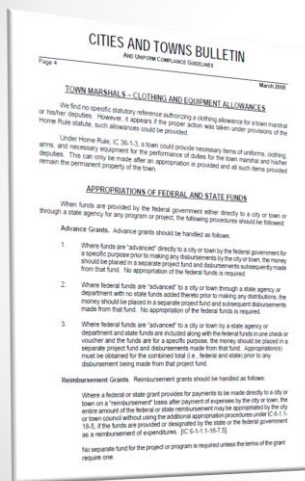 CITIES AND TOWNS BULLETIN
AND UNIFORM COMPLIANCE GUIDELINES
Page 4
March 2009
TOWN MARSHALS – CLOTHING AND EQUIPMENT ALLOWANCES
We find no specific statutory reference authorizing a clothing allowance for a town marshal
or his/her deputies. However, it appears if the proper action was taken under provisions of the
Home Rule statute, such allowances could be provided.
Under Home Rule, IC 36-1-3, a town could provide necessary items of uniforms, clothing,
arms, and necessary equipment for the performance of duties for the town marshal and his/her
deputies. This can only be made after an appropriation is provided and all such items provided
remain the permanent property of the town.
APPROPRIATIONS OF FEDERAL AND STATE FUNDS
When funds are provided by the federal government either directly to a city or town or
through a state agency for any program or project, the following procedures should be followed:
Advance Grants. Advance grants should be handled as follows:
1. Where federal funds are "advanced" directly to a city or town by the federal government for
a specific purpose prior to making any disbursements by the city or town, the money
should be placed in a separate project fund and disbursements subsequently made
from that fund. No appropriation of the federal funds is required.
2. Where federal funds are "advanced" to a city or town through a state agency or
department with no state funds added thereto prior to making any distributions, the
money should be placed in a separate project fund and subsequent disbursements
made from that fund. No appropriation of the federal funds is required.
3. Where federal funds are "advanced" to a city or town by a state agency or
department and state funds are included along with the federal funds in one check or
voucher and the funds are for a specific purpose, the money should be placed in a
separate project fund and disbursements made from that fund. Appropriation(s)
must be obtained for the combined total (i.e., federal and state) prior to any
disbursement being made from that project fund.
Reimbursement Grants. Reimbursement grants should be handled as follows:
Where a federal or state grant provides for payments to be made directly to a city or
town on a "reimbursement" basis after payment of expenses by the city or town, the
entire amount of the federal or state reimbursement may be appropriated by the city
or town council without using the additional appropriation procedures under IC 6-1.1-
18-5, if the funds are provided or designated by the state or the federal government
as a reimbursement of expenditures. [IC 6-1.1-18-7.5].
No separate fund for the project or program is required unless the terms of the grant
require one.